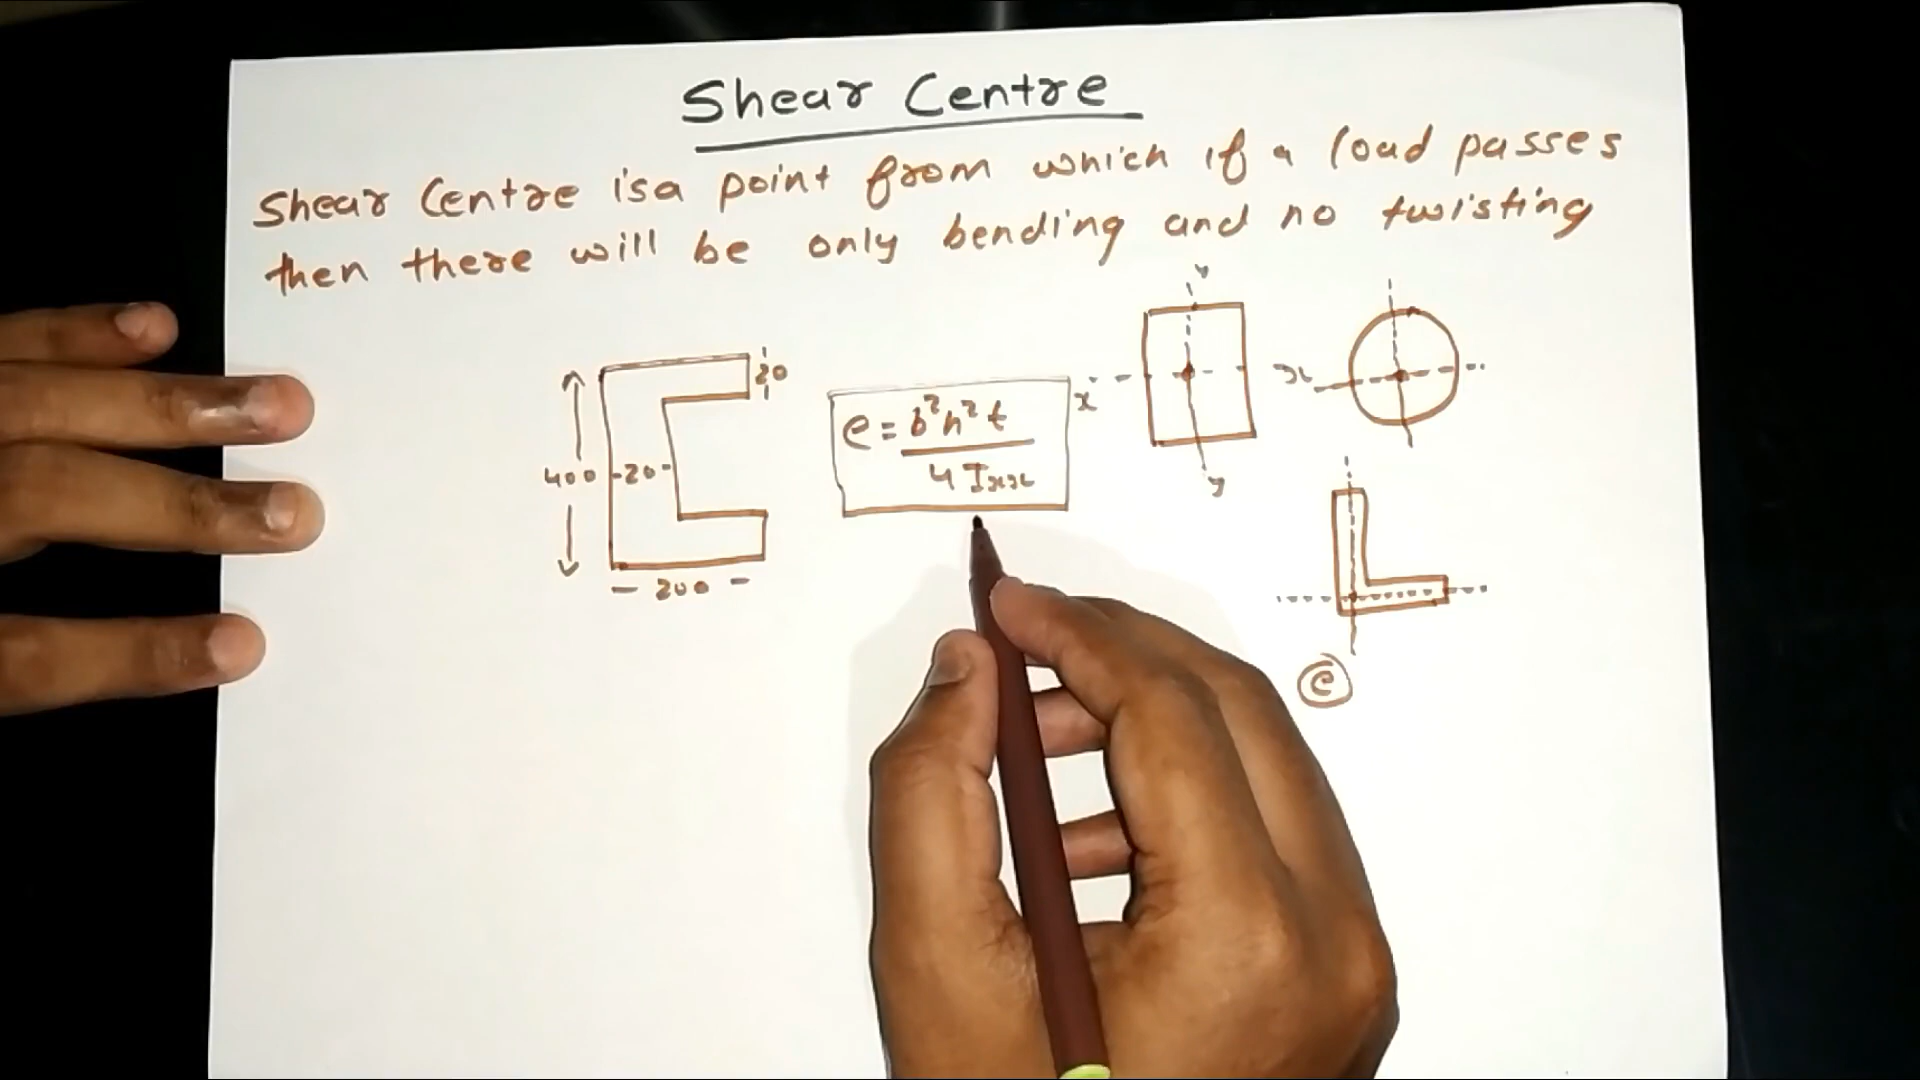 Shear Centre
Shear Centre is a point from which if a load passes
then there will be only bending and no twisting
20
400
20
200
e = b²h²t / 4 Ixx
y
x
x
y
e